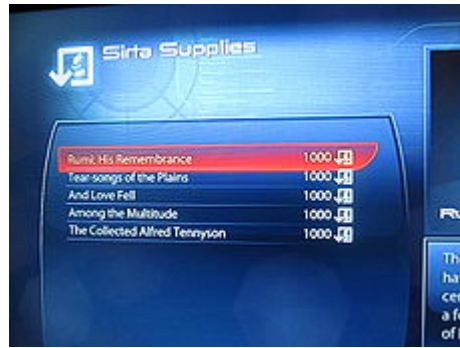 Sirta Supplies
Rumi: His Remembrance 1000
Tear-songs of the Plains 1000
And Love Fell 1000
Among the Multitude 1000
The Collected Alfred Tennyson 1000